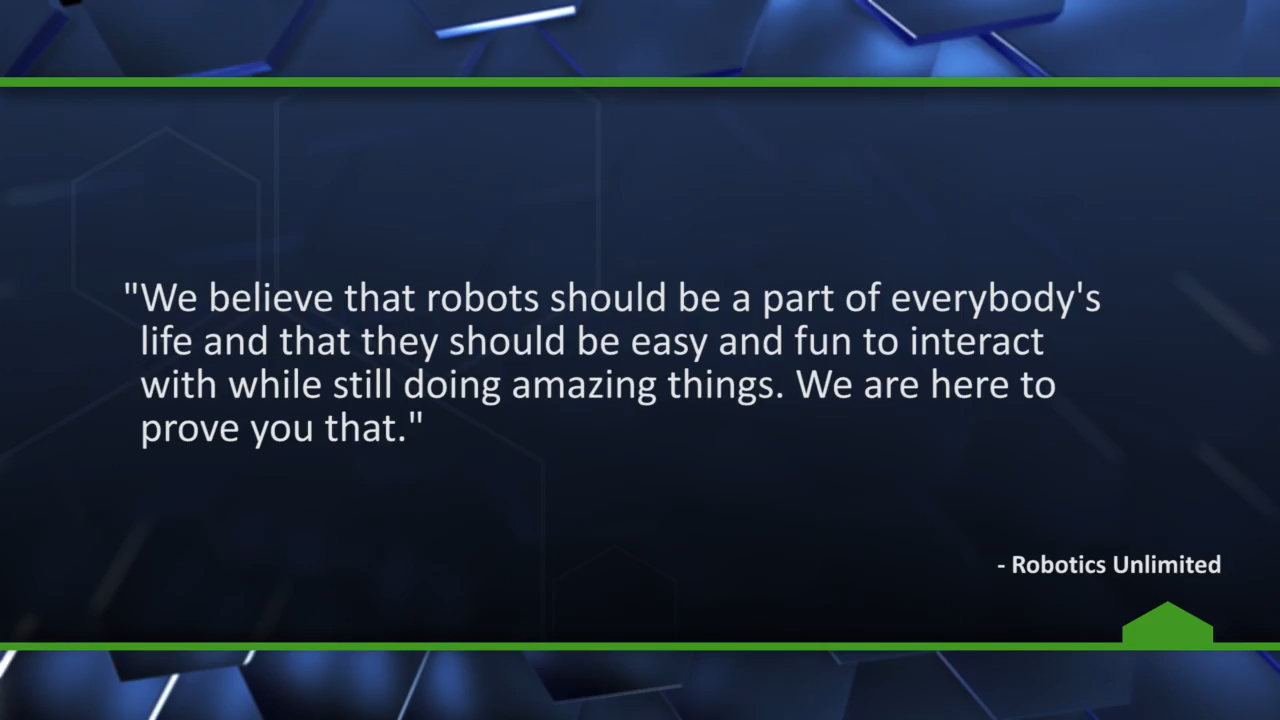 "We believe that robots should be a part of everybody's
life and that they should be easy and fun to interact
with while still doing amazing things. We are here to
prove you that."
- Robotics Unlimited